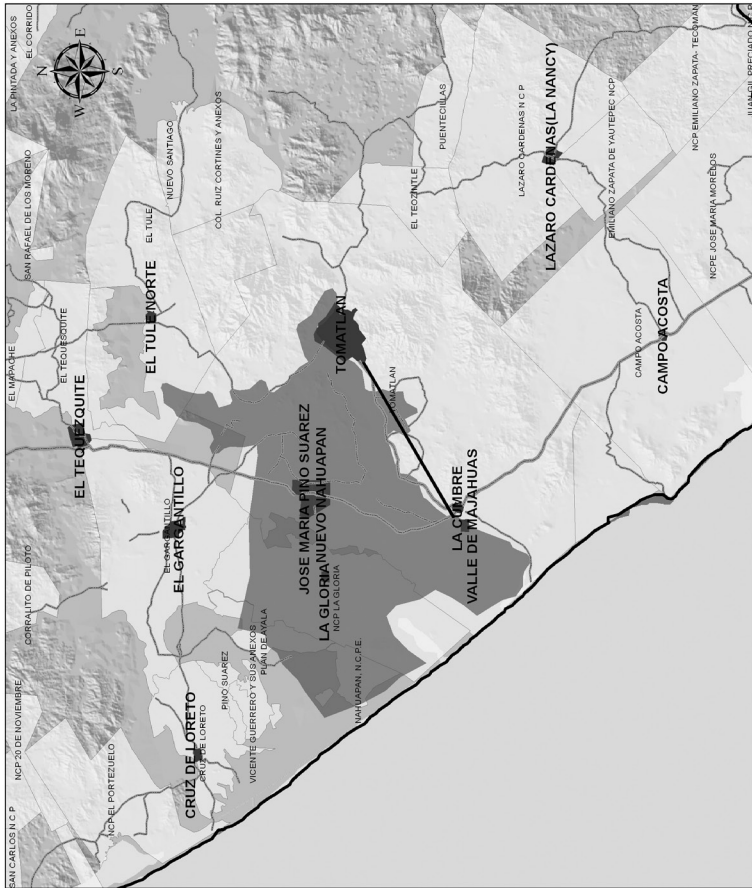 SAN CARLOS N C P
NCP 20 DE NOVIEMBRE
CORRALITO DE PILOTO
EL MAPACHE
SAN RAFAEL DE LOS MORENO
LA PINTADA Y ANEXOS
EL CORRIDO
N
E
S
W
EL TEQUESQUITE
EL TEQUEZQUITE
NCP EL PORTEZUELO
EL TULE
EL TULE NORTE
NUEVO SANTIAGO
EL GARGANTILLO
EL GARGANTILLO
CRUZ DE LORETO
CRUZ DE LORETO
PINO SUAREZ
COL. RUIZ CORTINES Y ANEXOS
VICENTE GUERRERO Y SUS ANEXOS
PLAN DE AYALA
JOSE MARIA PINO SUAREZ
LA GLORIA
NUEVO NAHUAPAN
NCP LA GLORIA
TOMATLAN
NAHUAPAN, N.C.P.E.
TOMATLAN
EL TEOZINTLE
PUENTECILLAS
LA CUMBRE
VALLE DE MAJAHUAS
LAZARO CARDENAS N C P
LAZARO CARDENAS(LA NANCY)
EMILIANO ZAPATA DE YAUTEPEC NCP
CAMPO ACOSTA
CAMPO ACOSTA
NCP EMILIANO ZAPATA- TECOMAN
NCPE JOSE MARIA MORELOS